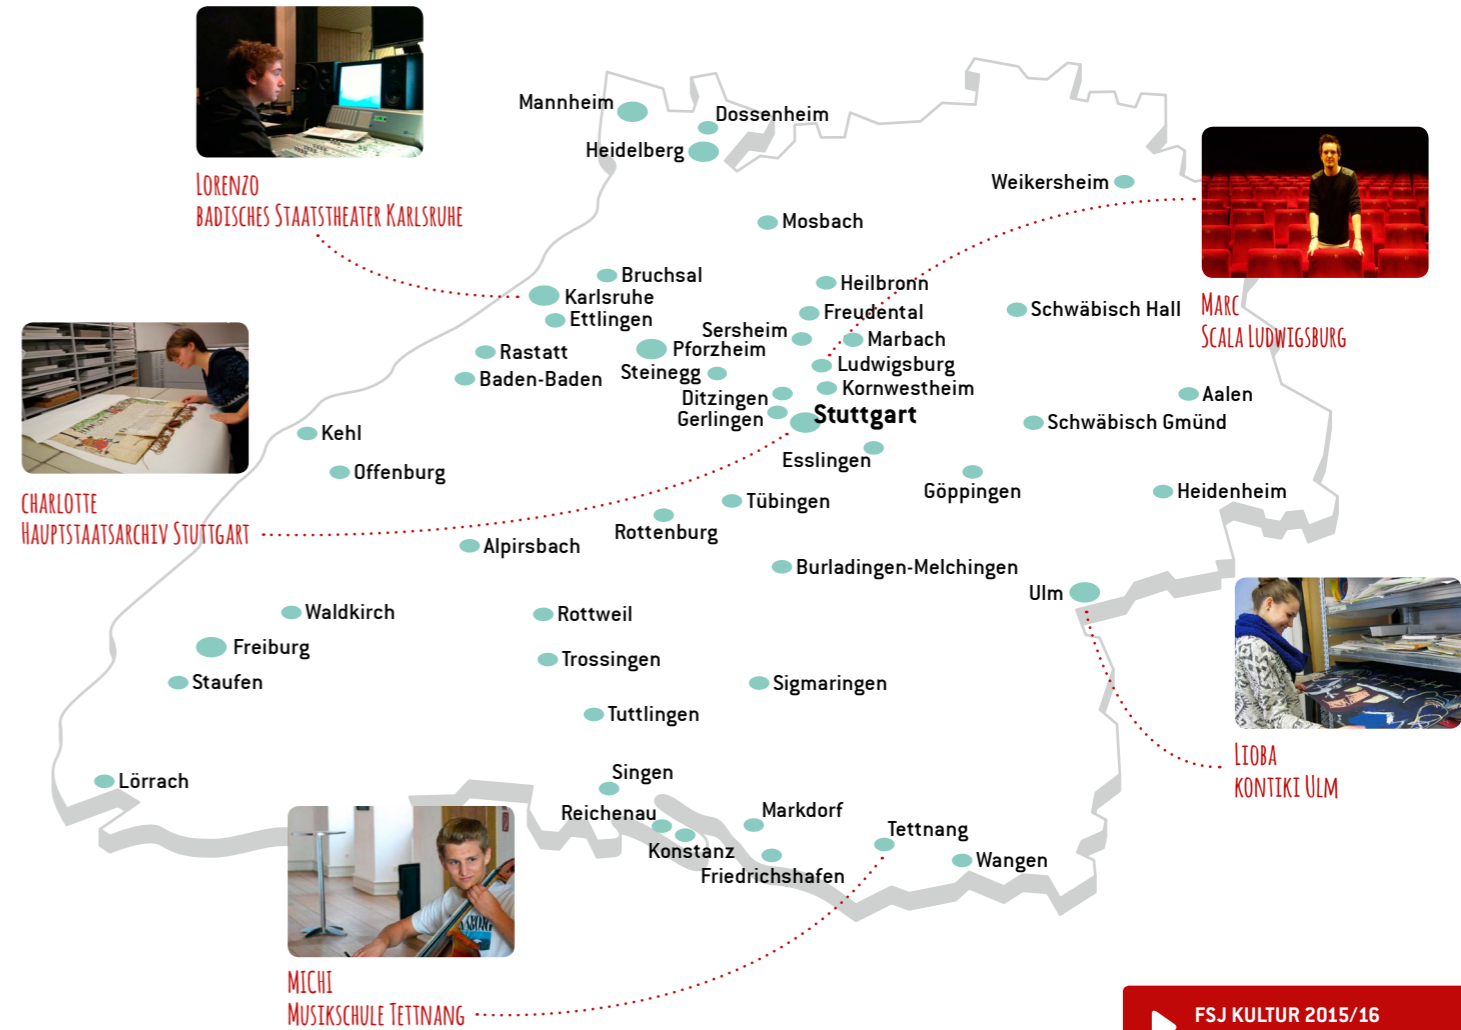 LORENZO
BADISCHES STAATSTHEATER KARLSRUHE
CHARLOTTE
HAUPTSTAATSARCHIV STUTTGART
MICHI
MUSIKSCHULE TETTNANG
MARC
SCALA LUDWIGSBURG
LIOBA
KONTIKI ULM
Mannheim
Dossenheim
Heidelberg
Weikersheim
Mosbach
Bruchsal
Karlsruhe
Ettlingen
Heilbronn
Freudental
Schwäbisch Hall
Sersheim
Marbach
Rastatt
Pforzheim
Ludwigsburg
Baden-Baden
Steinegg
Kornwestheim
Ditzingen
Aalen
Gerlingen
Stuttgart
Schwäbisch Gmünd
Kehl
Esslingen
Offenburg
Göppingen
Heidenheim
Tübingen
Rottenburg
Alpirsbach
Burladingen-Melchingen
Ulm
Waldkirch
Rottweil
Freiburg
Trossingen
Staufen
Sigmaringen
Tuttlingen
Lörrach
Singen
Reichenau
Markdorf
Konstanz
Tettnang
Friedrichshafen
Wangen
FSJ KULTUR 2015/16